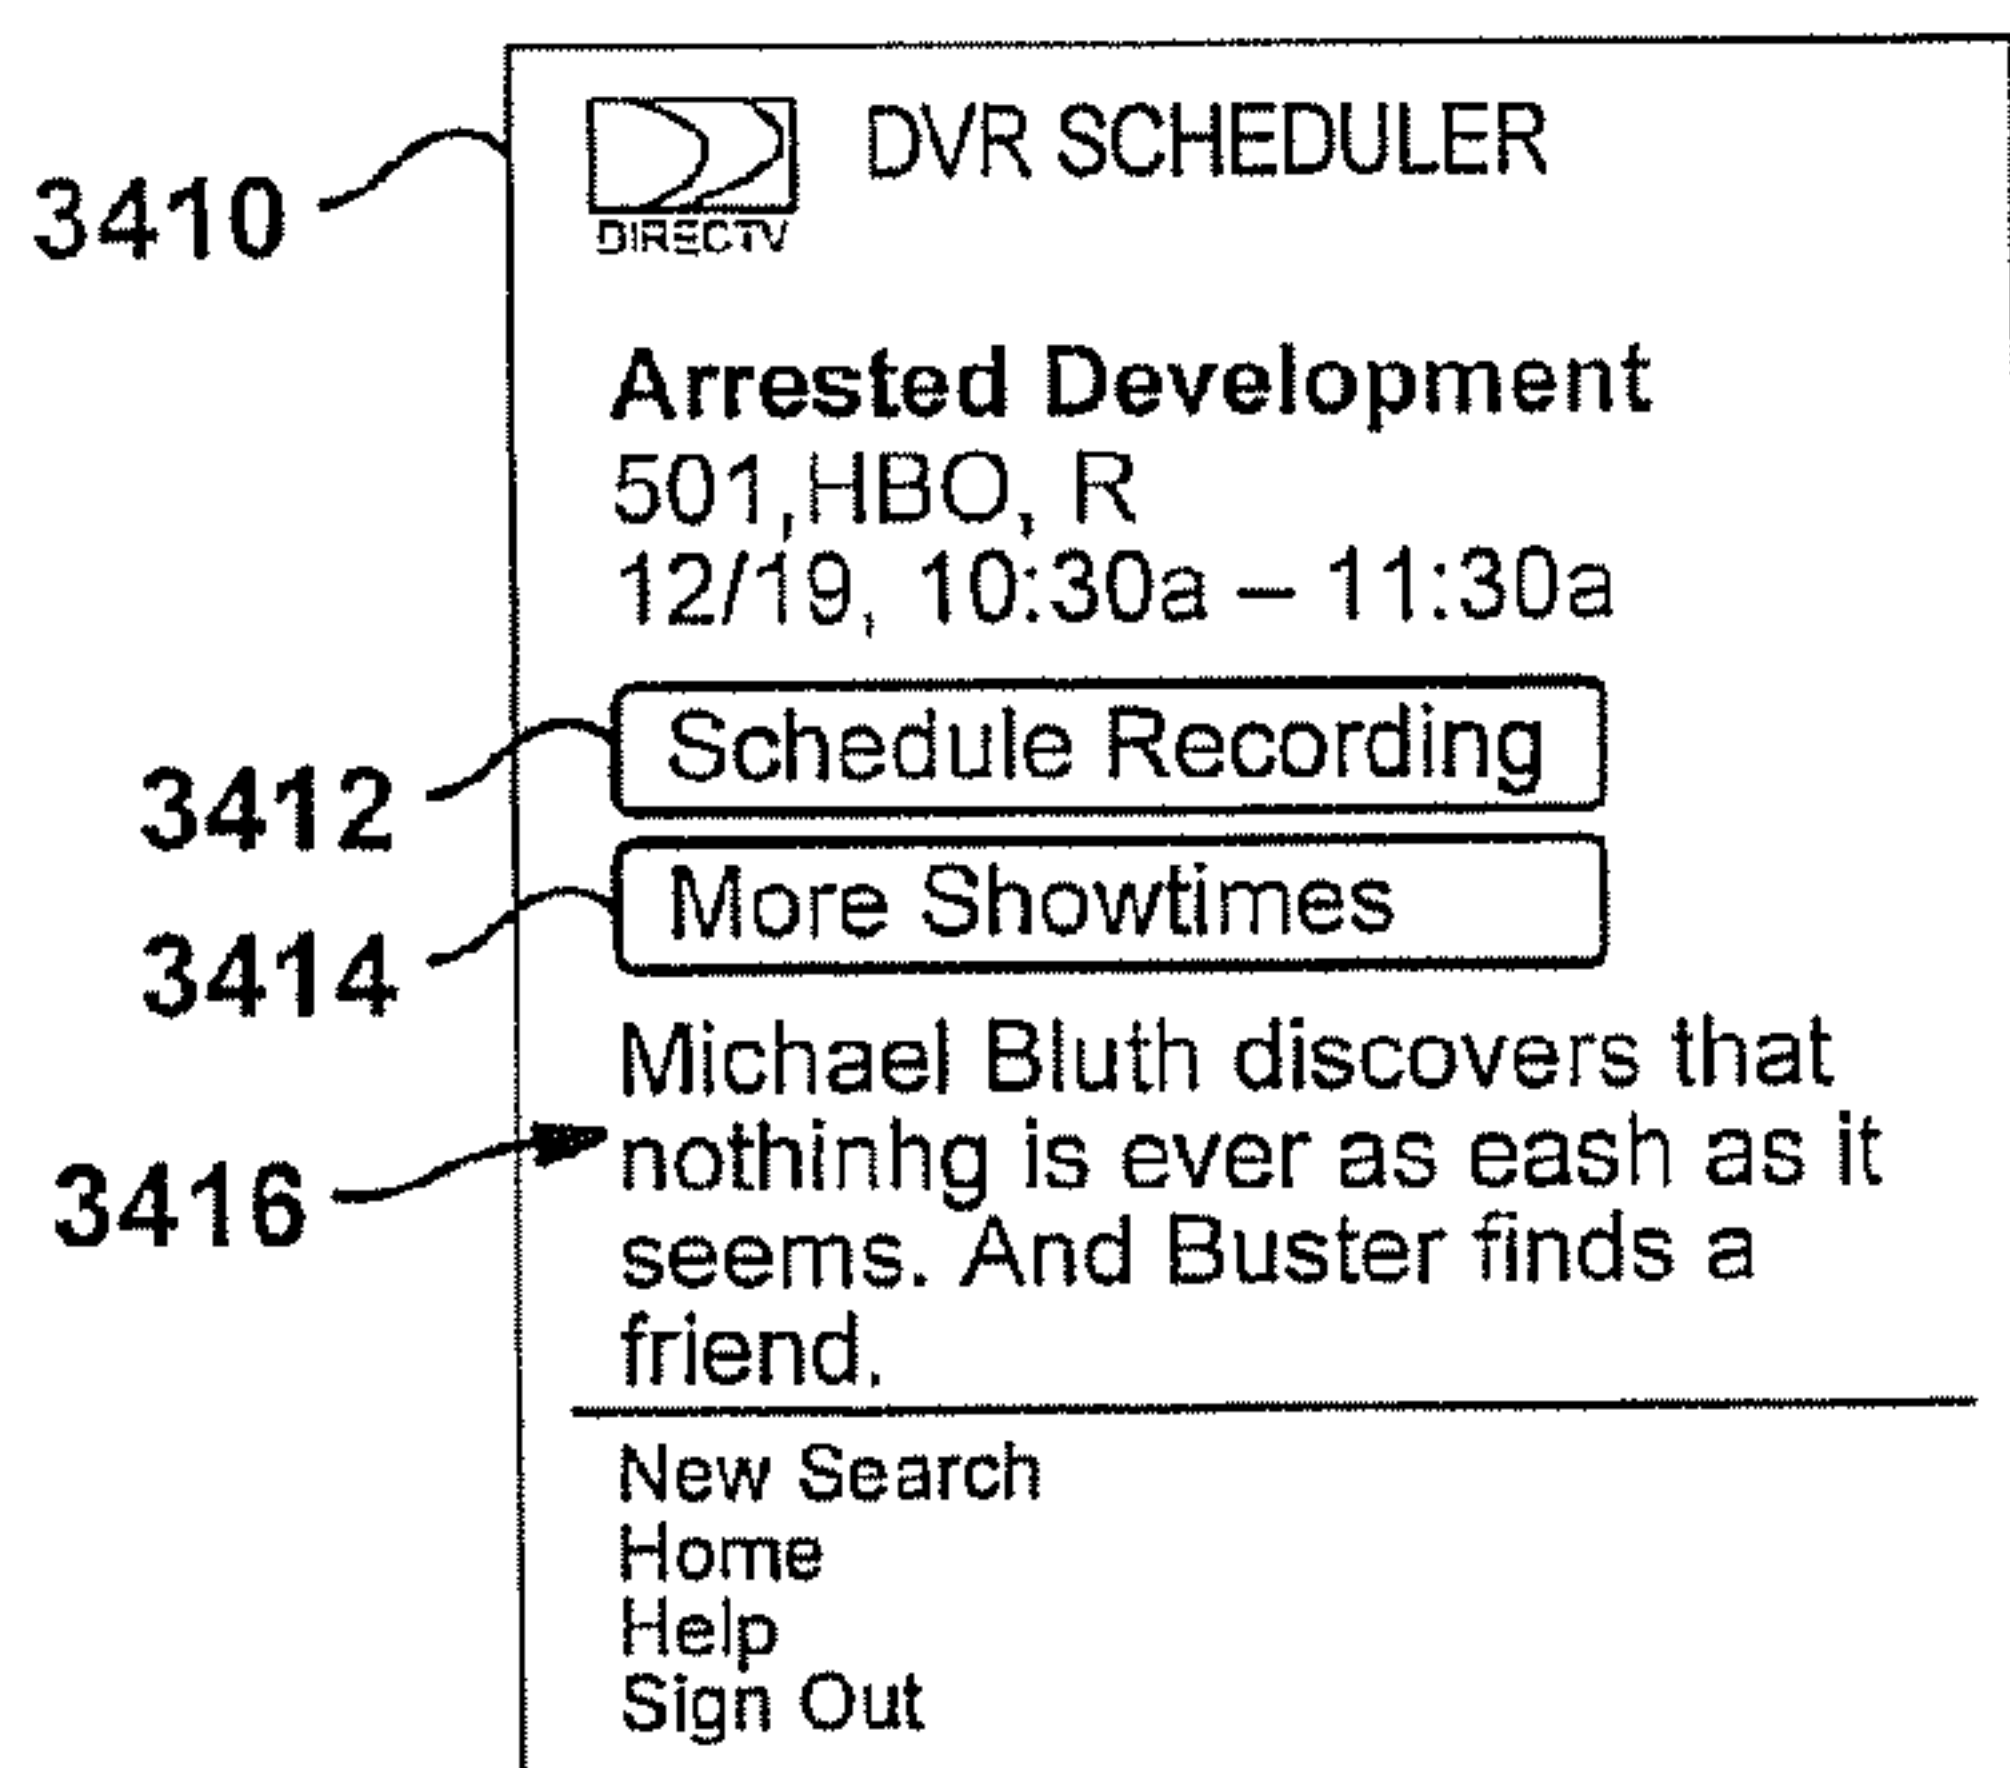 3410
DVR SCHEDULER
DIRECTV
Arrested Development
501,HBO, R
12/19, 10:30a – 11:30a
3412
Schedule Recording
3414
More Showtimes
Michael Bluth discovers that
3416
nothinhg is ever as eash as it
seems. And Buster finds a
friend.
New Search
Home
Help
Sign Out